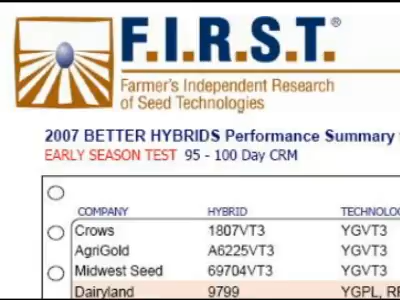 F.I.R.S.T.®
Farmer's Independent Research
of Seed Technologies
2007 BETTER HYBRIDS Performance Summary
EARLY SEASON TEST 95 - 100 Day CRM
COMPANY HYBRID TECHNOLOG
Crows 1807VT3 YGVT3
AgriGold A6225VT3 YGVT3
Midwest Seed 69704VT3 YGVT3
Dairyland 9799 YGPL, RR